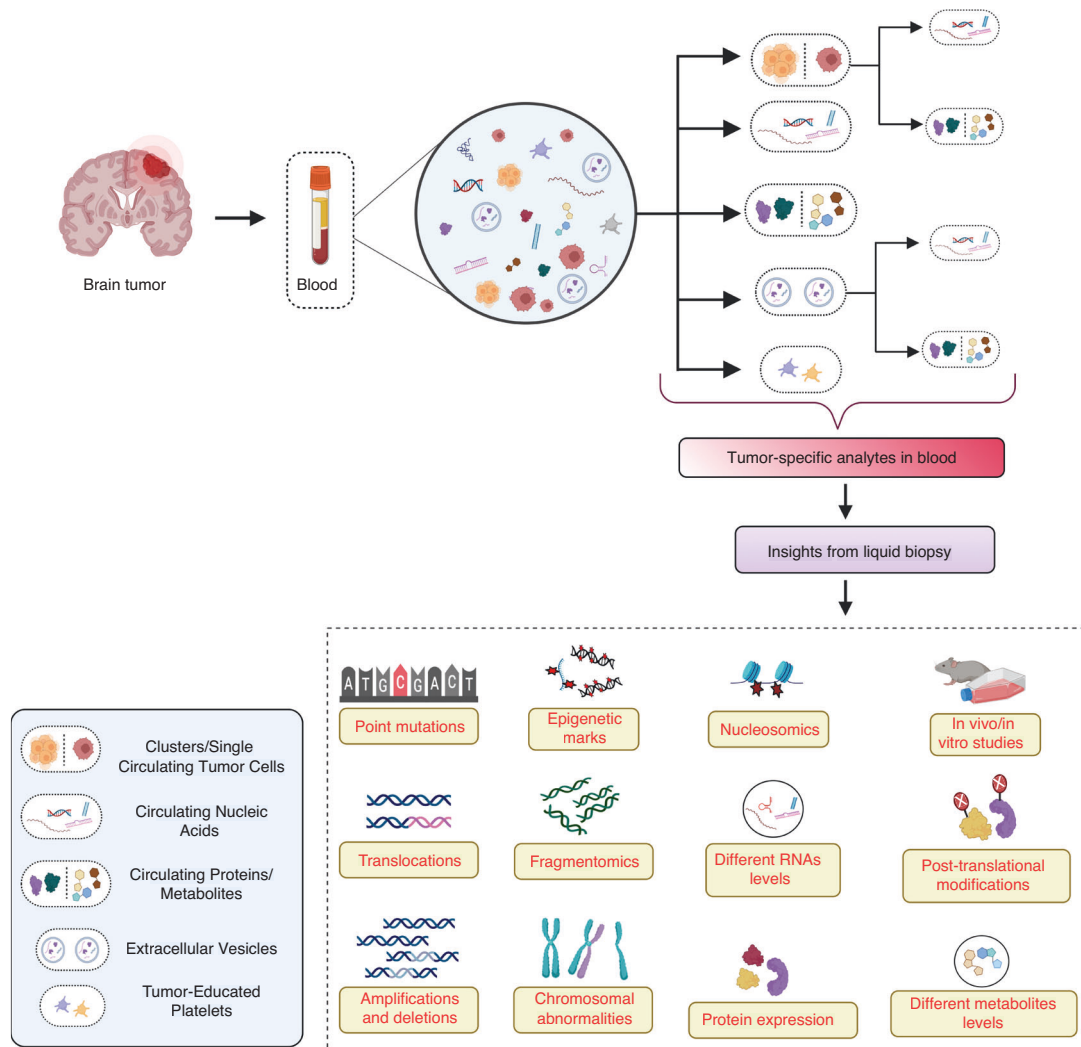 Brain tumor
Blood
Tumor-specific analytes in blood
Insights from liquid biopsy
A T G C G A C T
Point mutations
Epigenetic
marks
Nucleosomics
In vivo/in
vitro studies
Translocations
Fragmentomics
Different RNAs
levels
Post-translational
modifications
Amplifications
and deletions
Chromosomal
abnormalities
Protein expression
Different metabolites
levels
Clusters/Single
Circulating Tumor Cells
Circulating Nucleic
Acids
Circulating Proteins/
Metabolites
Extracellular Vesicles
Tumor-Educated
Platelets